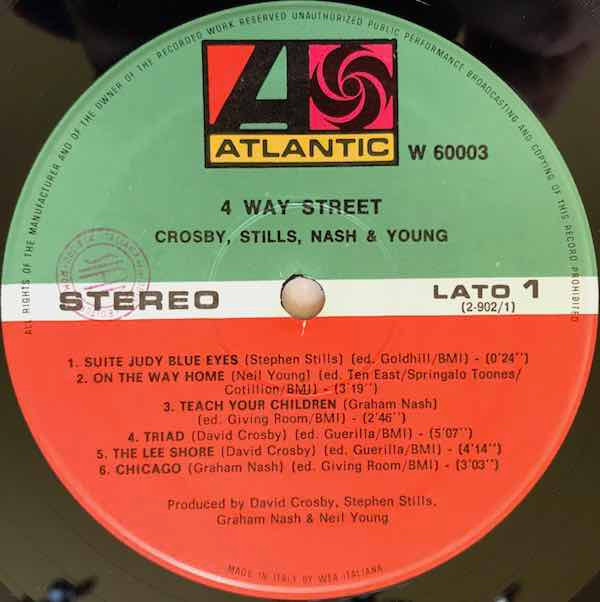 ALL RIGHTS OF THE MANUFACTURER AND OF THE OWNER OF THE RECORDED WORK RESERVED UNAUTHORIZED PUBLIC PERFORMANCE BROADCASTING AND COPYING OF THIS RECORD PROHIBITED
ATLANTIC
W 60003
4 WAY STREET
CROSBY, STILLS, NASH & YOUNG
STEREO
LATO 1
(2-902/1)
1. SUITE JUDY BLUE EYES (Stephen Stills) (ed. Goldhill/BMI) - (0'24'')
2. ON THE WAY HOME (Neil Young) (ed. Ten East/Springalo Toones/
Cotillion/BMI) - (3'19'')
3. TEACH YOUR CHILDREN (Graham Nash)
(ed. Giving Room/BMI) - (2'46'')
4. TRIAD (David Crosby) (ed. Guerilla/BMI) - (5'07'')
5. THE LEE SHORE (David Crosby) (ed. Guerilla/BMI) - (4'14'')
6. CHICAGO (Graham Nash) (ed. Giving Room/BMI) - (3'03'')
Produced by David Crosby, Stephen Stills,
Graham Nash & Neil Young
MADE IN ITALY BY WEA ITALIANA